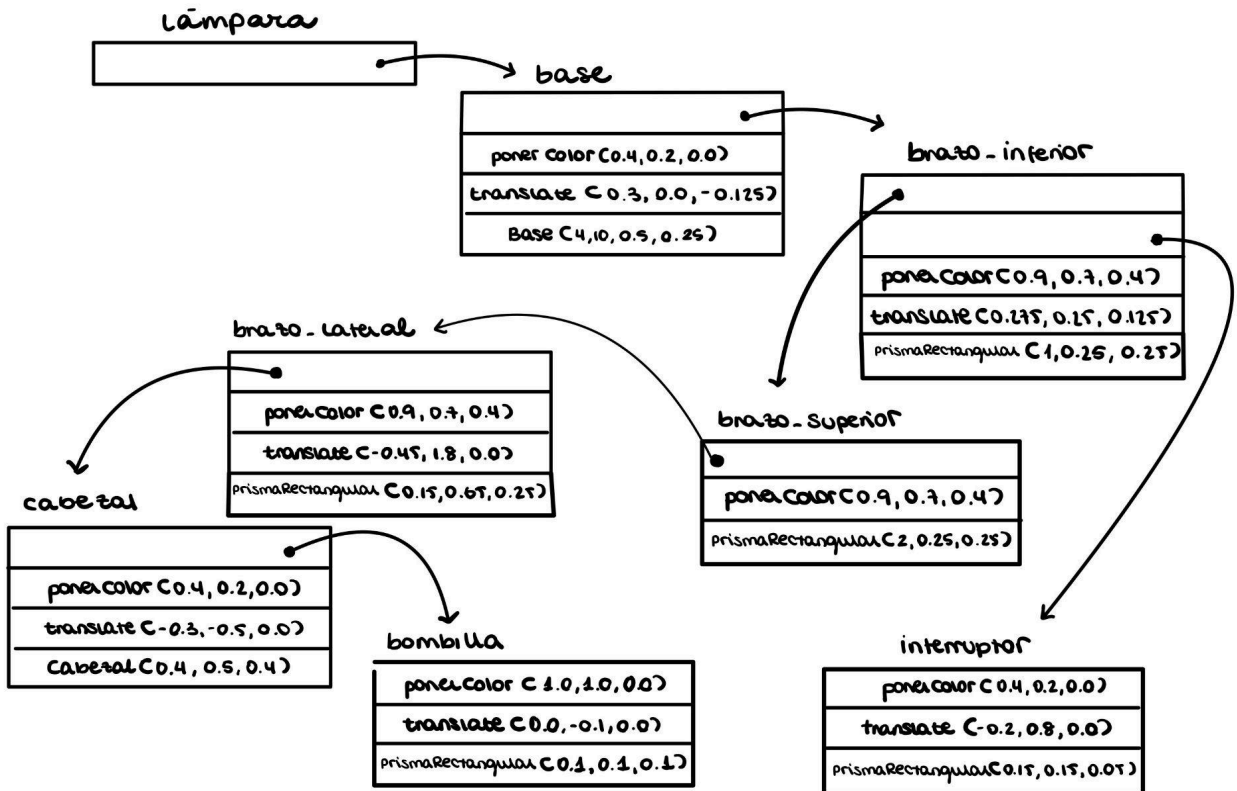 Lámpara
base
poner color (0.4, 0.2, 0.0)
translate (0.3, 0.0, -0.125)
Base (4, 10, 0.5, 0.25)
brazo-inferior
poner color (0.9, 0.7, 0.4)
translate (0.275, 0.25, 0.125)
prismaRectangular (1, 0.25, 0.25)
brazo-superior
poner color (0.9, 0.7, 0.4)
prismaRectangular (2, 0.25, 0.25)
brazo-lateral
poner color (0.9, 0.7, 0.4)
translate (-0.45, 1.8, 0.0)
prismaRectangular (0.15, 0.65, 0.25)
cabezal
poner color (0.4, 0.2, 0.0)
translate (-0.3, -0.5, 0.0)
Cabezal (0.4, 0.5, 0.4)
bombilla
poner color (1.0, 1.0, 0.0)
translate (0.0, -0.1, 0.0)
prismaRectangular (0.1, 0.1, 0.1)
interruptor
poner color (0.4, 0.2, 0.0)
translate (-0.2, 0.8, 0.0)
prismaRectangular (0.15, 0.15, 0.05)